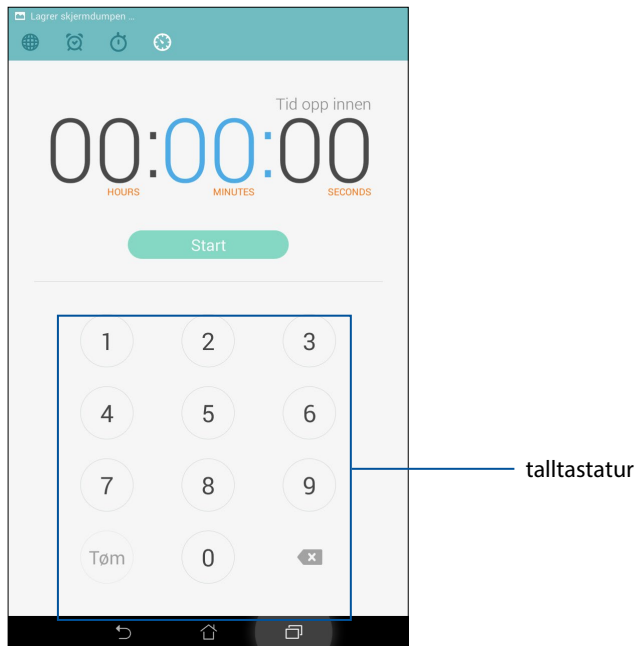 Lagrer skjermdumpen ...
Tid opp innen
00:00:00
HOURS MINUTES SECONDS
Start
1 2 3
4 5 6
talltastatur
7 8 9
Tøm 0